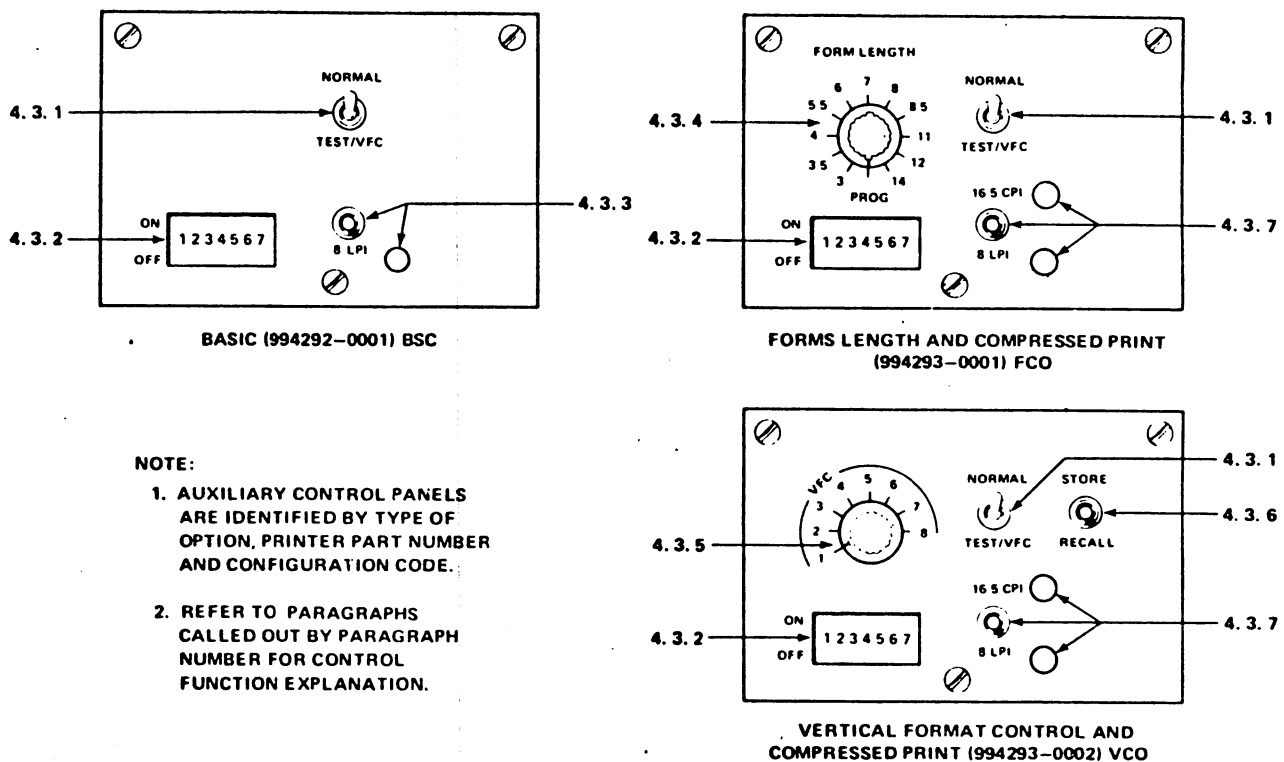 NORMAL
4.3.1
TEST/VFC
4.3.3
ON
4.3.2
1234567
OFF
8 LPI
BASIC (994292-0001) BSC
FORM LENGTH
3
3 5
4
5 5
6
7
8
8 5
11
12
14
PROG
4.3.4
NORMAL
4.3.1
TEST/VFC
16 5 CPI
4.3.7
8 LPI
ON
4.3.2
1234567
OFF
FORMS LENGTH AND COMPRESSED PRINT
(994293-0001) FCO
NOTE:
1. AUXILIARY CONTROL PANELS
ARE IDENTIFIED BY TYPE OF
OPTION, PRINTER PART NUMBER
AND CONFIGURATION CODE.
2. REFER TO PARAGRAPHS
CALLED OUT BY PARAGRAPH
NUMBER FOR CONTROL
FUNCTION EXPLANATION.
VFC
1
2
3
4
5
6
7
8
4.3.5
NORMAL
4.3.1
TEST/VFC
STORE
4.3.6
RECALL
16 5 CPI
4.3.7
8 LPI
ON
4.3.2
1234567
OFF
VERTICAL FORMAT CONTROL AND
COMPRESSED PRINT (994293-0002) VCO